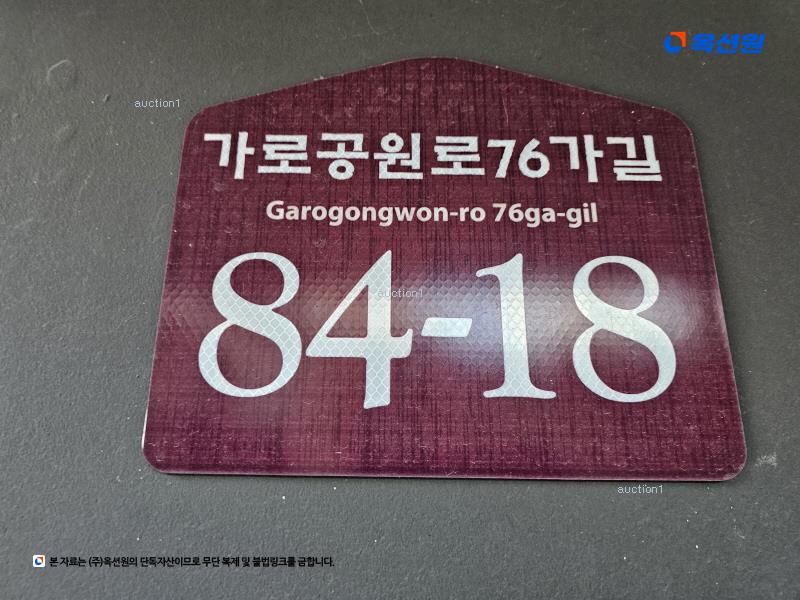 옥션원
auction1
가로공원로76가길
Garogongwon-ro 76ga-gil
84-18
auction1
auction1
본 자료는 (주)옥션원의 단독자산이므로 무단 복제 및 불법링크를 금합니다.